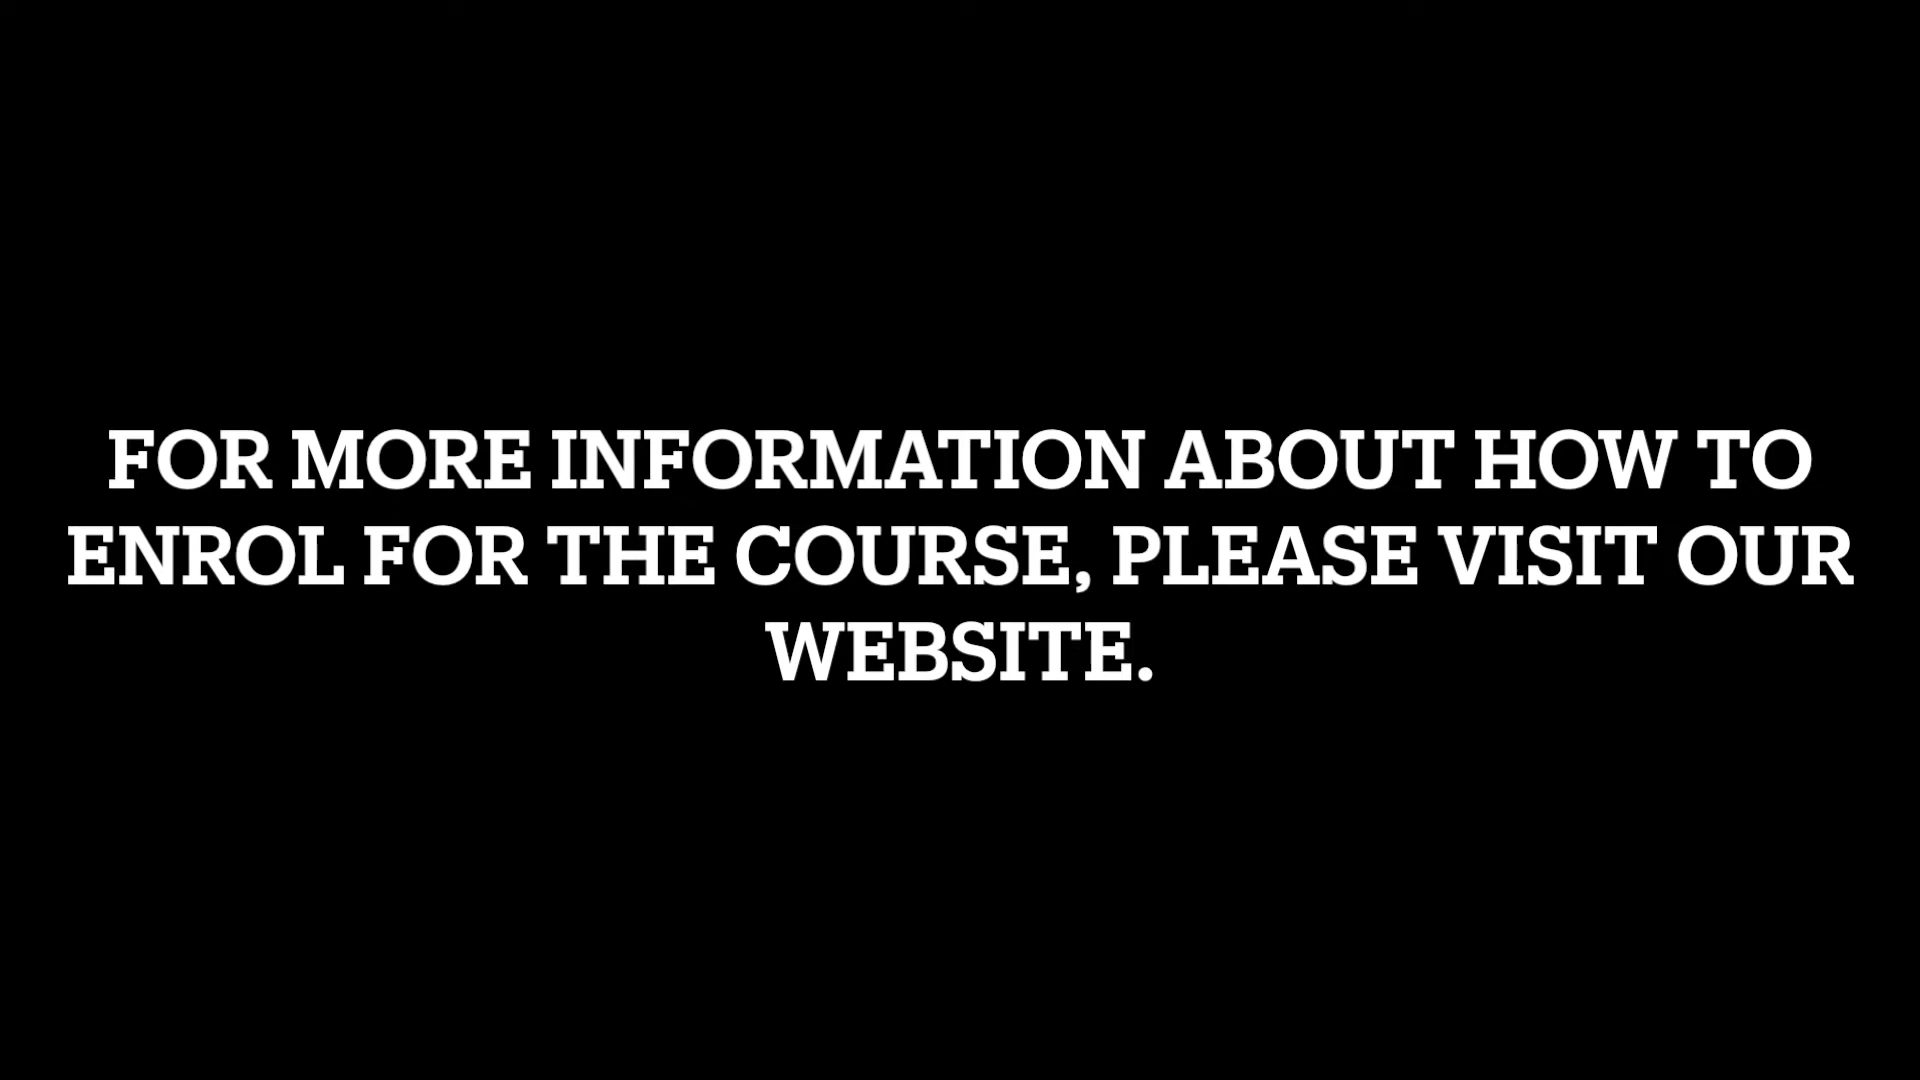 FOR MORE INFORMATION ABOUT HOW TO
ENROL FOR THE COURSE, PLEASE VISIT OUR
WEBSITE.